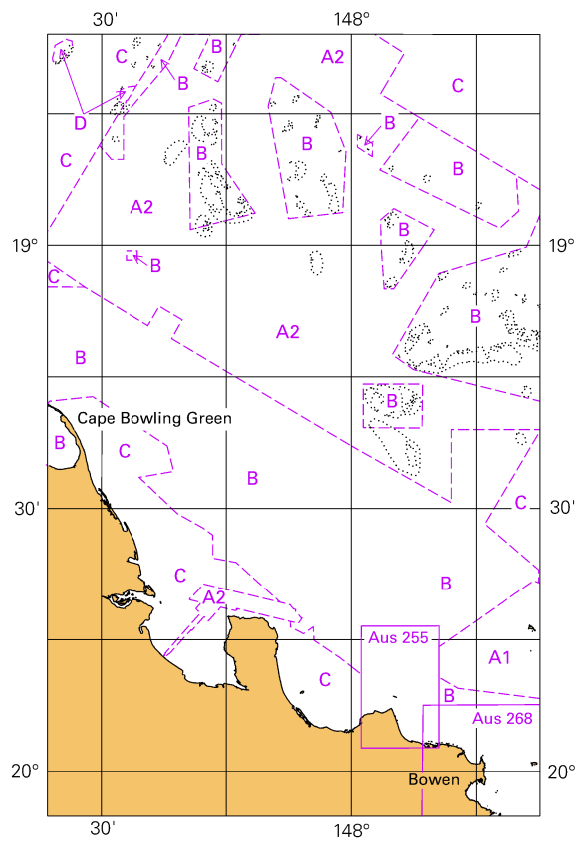 30' 148°
C B A2
B C
D B
C B B B
A2
B
19° 19°
B
C
A2 B
B
B
Cape Bowling Green
B C
B
30' C 30'
C B
A2
Aus 255
A1
C
B
Aus 268
20° 20°
Bowen
30' 148°